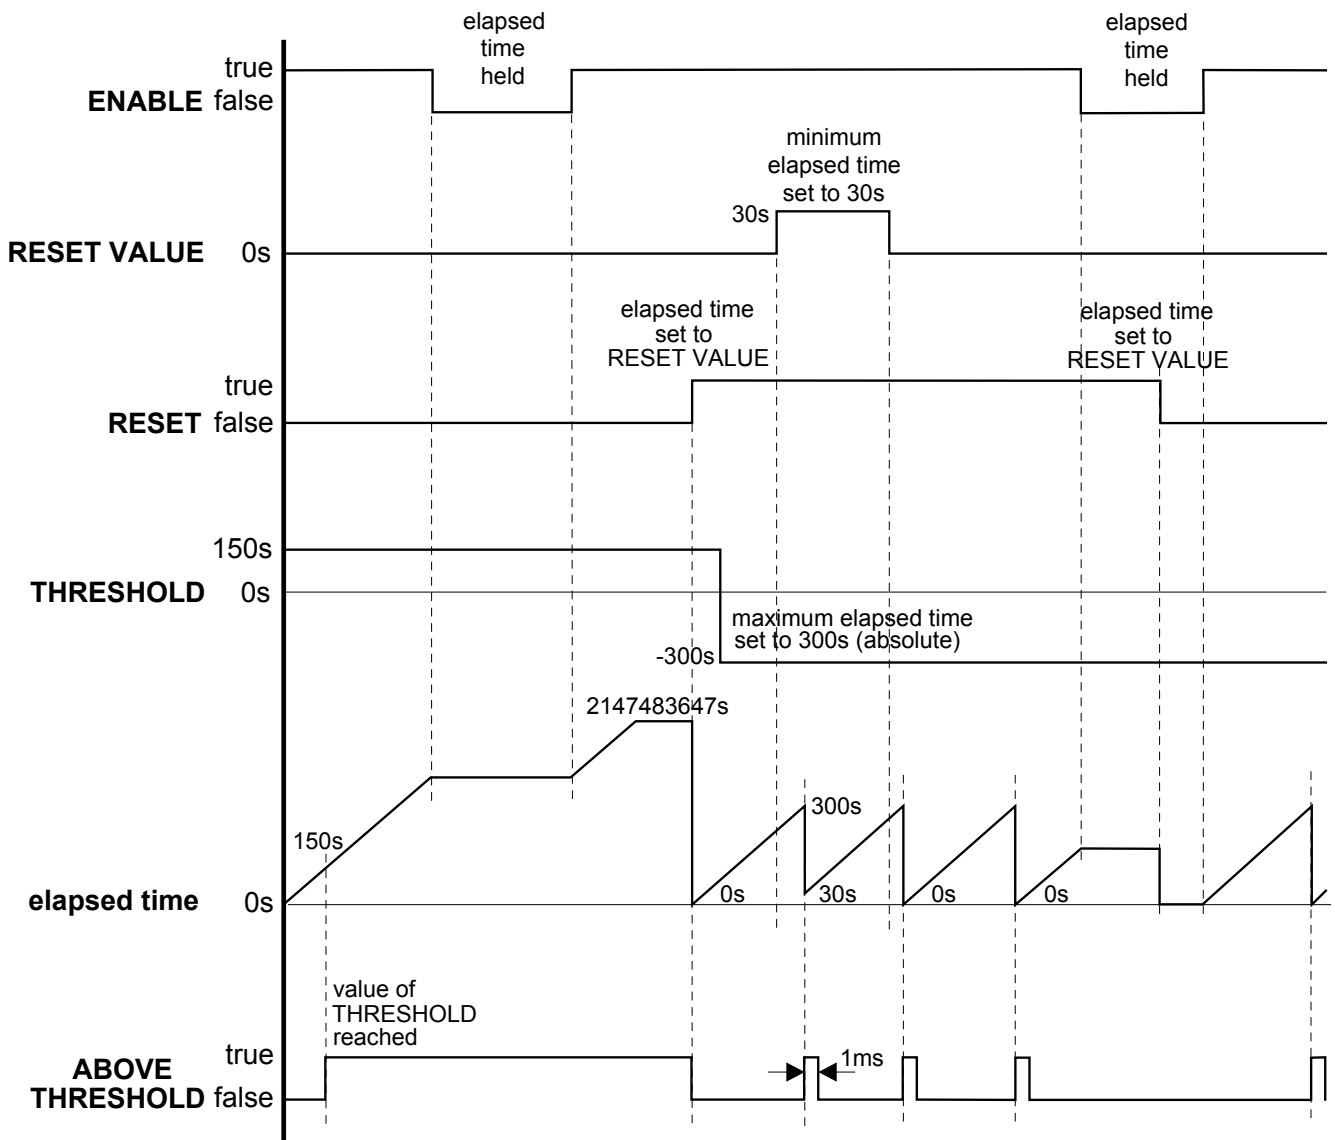 elapsed
time
held
elapsed
time
held
true
ENABLE false
minimum
elapsed time
set to 30s
30s
RESET VALUE 0s
elapsed time
set to
RESET VALUE
elapsed time
set to
RESET VALUE
true
RESET false
150s
THRESHOLD 0s
maximum elapsed time
set to 300s (absolute)
-300s
2147483647s
150s
300s
elapsed time 0s
0s
30s
0s
0s
value of
THRESHOLD
reached
true
ABOVE
THRESHOLD false
1ms